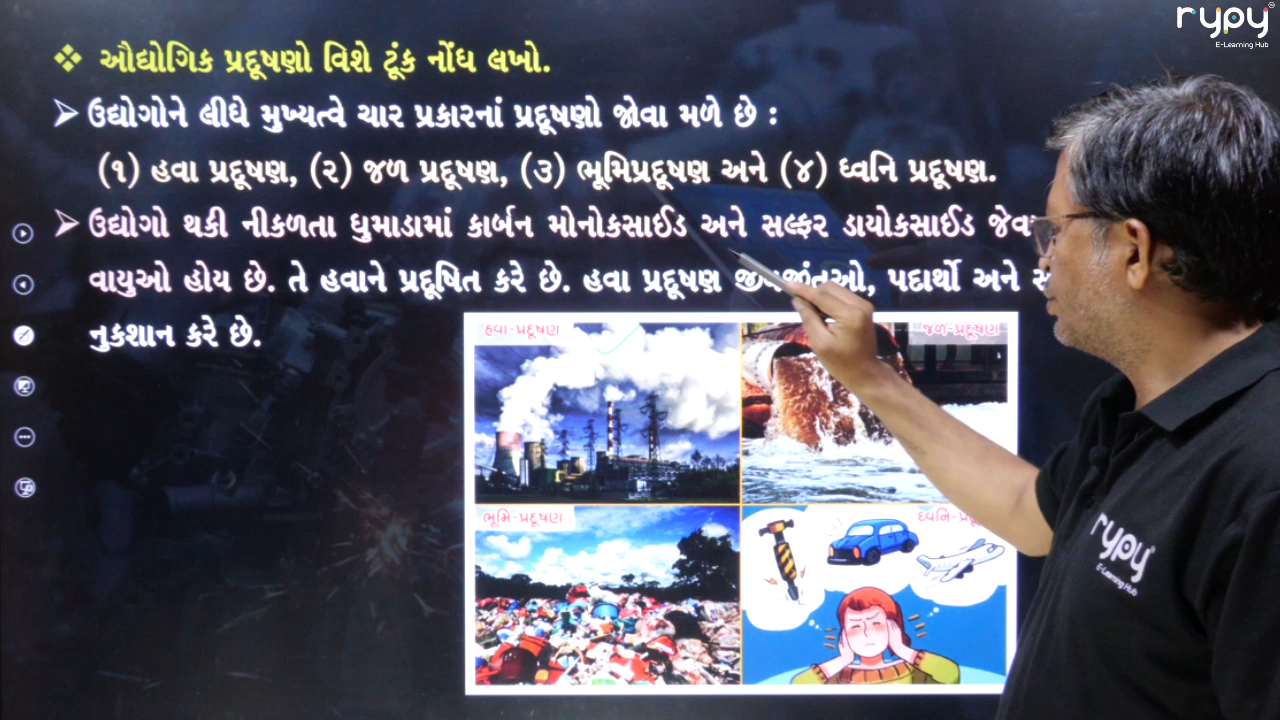 rypy
E-Learning Hub
❖ ઔદ્યોગિક પ્રદૂષણો વિશે ટૂંક નોંધ લખો.
➢ ઉદ્યોગોને લીધે મુખ્યત્વે ચાર પ્રકારનાં પ્રદૂષણો જોવા મળે છે :
(૧) હવા પ્રદૂષણ, (૨) જળ પ્રદૂષણ, (૩) ભૂમિપ્રદૂષણ અને (૪) ધ્વનિ પ્રદૂષણ.
➢ ઉદ્યોગો થકી નીકળતા ધુમાડામાં કાર્બન મોનોકસાઈડ અને સલ્ફર ડાયોકસાઈડ
વાયુઓ હોય છે. તે હવાને પ્રદૂષિત કરે છે. હવા પ્રદૂષણ પદાર્થો અને
નુકશાન કરે છે.
હવા-પ્રદૂષણ
જળ-પ્રદૂષણ
ભૂમિ-પ્રદૂષણ
ધ્વનિ-
rypy
E-Learning Hub